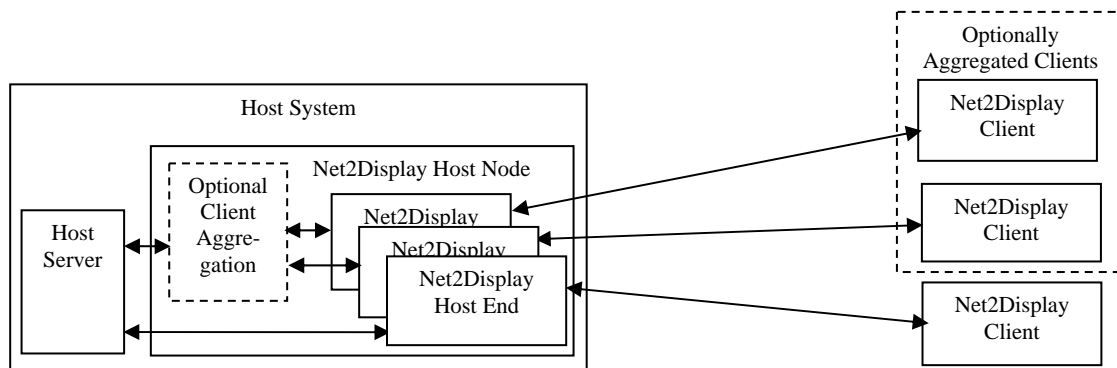 Optionally
Aggregated Clients
Host System
Net2Display
Client
Net2Display Host Node
Optional
Client
Aggre-
gation
Net2Display
Net2Display
Net2Display
Host End
Host
Server
Net2Display
Client
Net2Display
Client